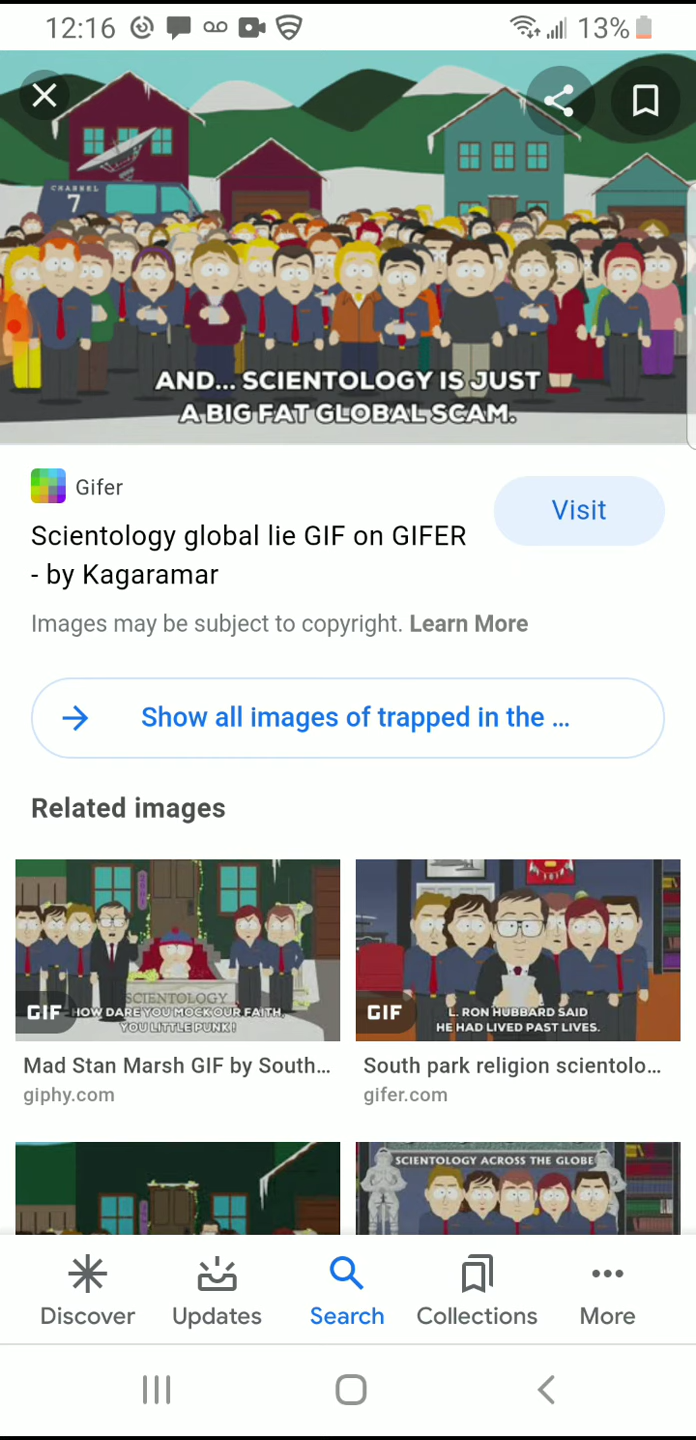 12:16
13%
CHANNEL
7
AND... SCIENTOLOGY IS JUST
A BIG FAT GLOBAL SCAM.
Gifer
Visit
Scientology global lie GIF on GIFER
- by Kagaramar
Images may be subject to copyright. Learn More
Show all images of trapped in the ...
Related images
SCIENTOLOGY
GIF
HOW DARE YOU MOCK OUR FAITH,
YOU LITTLE PUNK!
GIF
L. RON HUBBARD SAID
HE HAD LIVED PAST LIVES.
Mad Stan Marsh GIF by South...
giphy.com
South park religion scientolo...
gifer.com
SCIENTOLOGY ACROSS THE GLOBE
Discover
Updates
Search
Collections
More